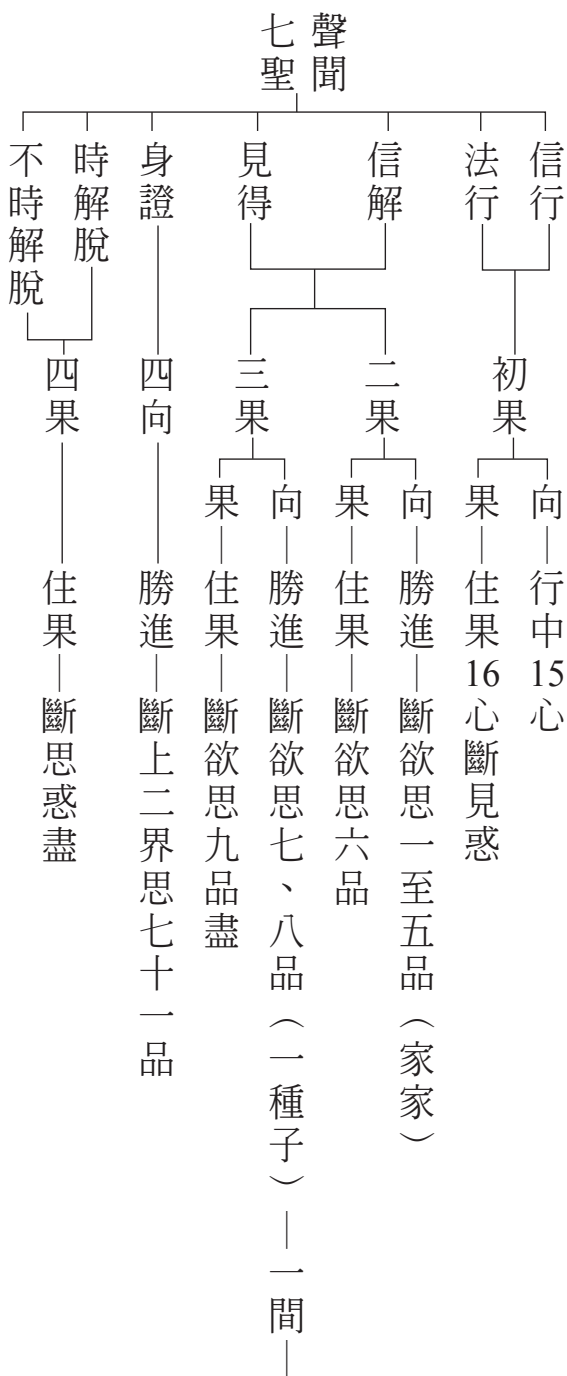 聲聞
七聖
信行
法行
信解
見得
身證
時解脫
不時解脫
初果
二果
三果
四向
四果
向—行中15心
果—住果16心斷見惑
向—勝進—斷欲思一至五品（家家）
果—住果—斷欲思六品
向—勝進—斷欲思七、八品（一種子）—一間—
果—住果—斷欲思九品盡
勝進—斷上二界思七十一品
住果—斷思惑盡